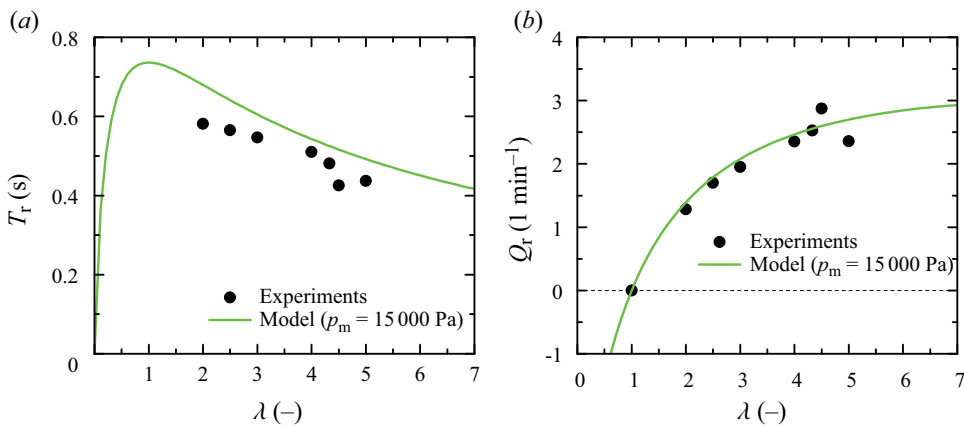 (a)
0.8
0.6
0.4
0.2
0
T_r (s)
Experiments
Model (p_m = 15 000 Pa)
1 2 3 4 5 6 7
λ (–)
(b)
4
3
2
1
0
-1
Q_r (1 min⁻¹)
Experiments
Model (p_m = 15 000 Pa)
0 1 2 3 4 5 6 7
λ (–)